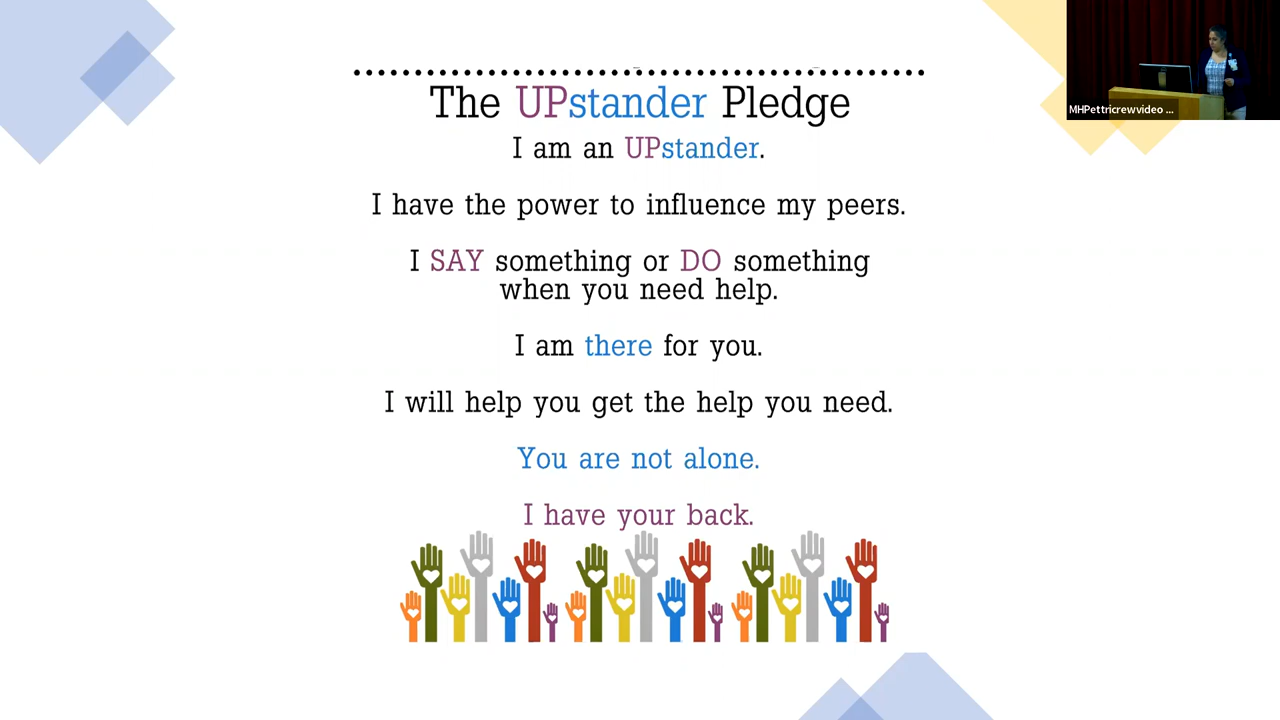 The UPstander Pledge
I am an UPstander.
I have the power to influence my peers.
I SAY something or DO something
when you need help.
I am there for you.
I will help you get the help you need.
You are not alone.
I have your back.
MHPettricrewvideo ...